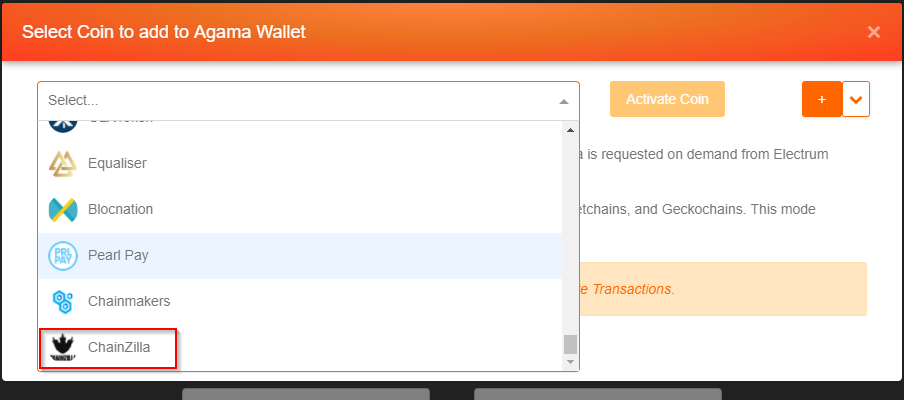 Select Coin to add to Agama Wallet
×
Select...
Activate Coin
+
a is requested on demand from Electrum
Equaliser
Blocnation
etchains, and Geckochains. This mode
PRL PAY
Pearl Pay
Transactions.
Chainmakers
ChainZilla